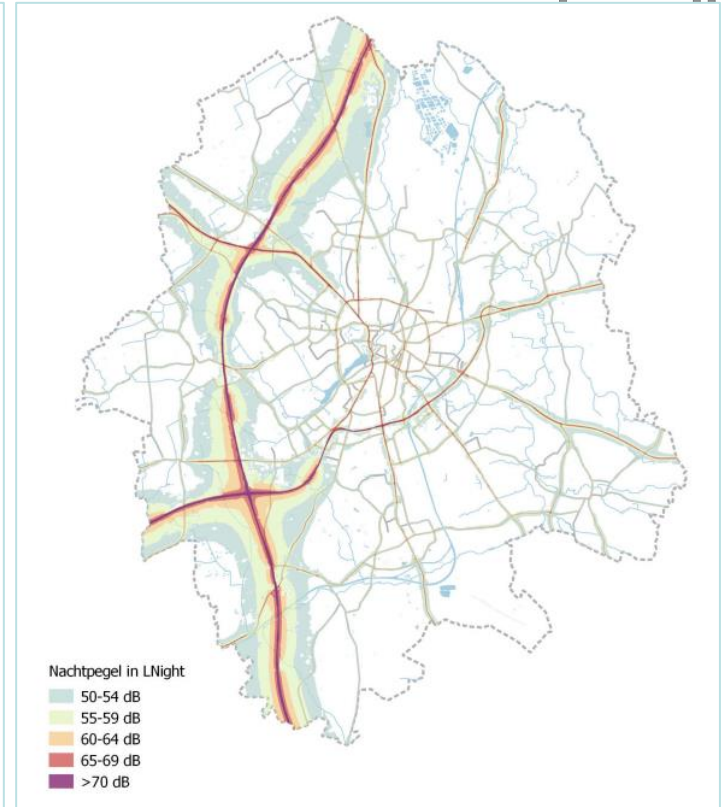 Nachtpegel in LNight
50-54 dB
55-59 dB
60-64 dB
65-69 dB
>70 dB